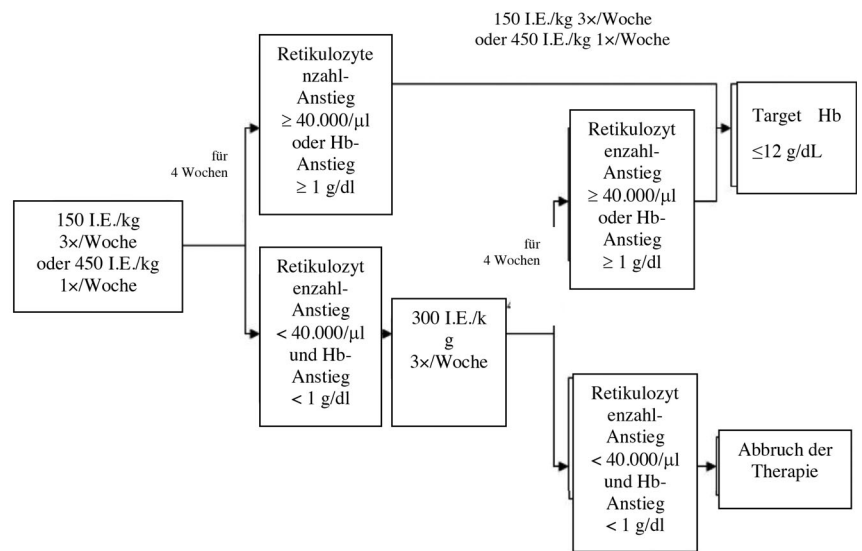 150 I.E./kg
3×/Woche
oder 450 I.E./kg
1×/Woche
für
4 Wochen
Retikulozyte
nzahl-
Anstieg
≥ 40.000/µl
oder Hb-
Anstieg
≥ 1 g/dl
150 I.E./kg 3×/Woche
oder 450 I.E./kg 1×/Woche
Target Hb
≤12 g/dL
Retikulozyt
enzahl-
Anstieg
< 40.000/µl
und Hb-
Anstieg
< 1 g/dl
300 I.E./k
g
3×/Woche
für
4 Wochen
Retikulozyt
enzahl-
Anstieg
≥ 40.000/µl
oder Hb-
Anstieg
≥ 1 g/dl
Retikulozyt
enzahl-
Anstieg
< 40.000/µl
und Hb-
Anstieg
< 1 g/dl
Abbruch der
Therapie